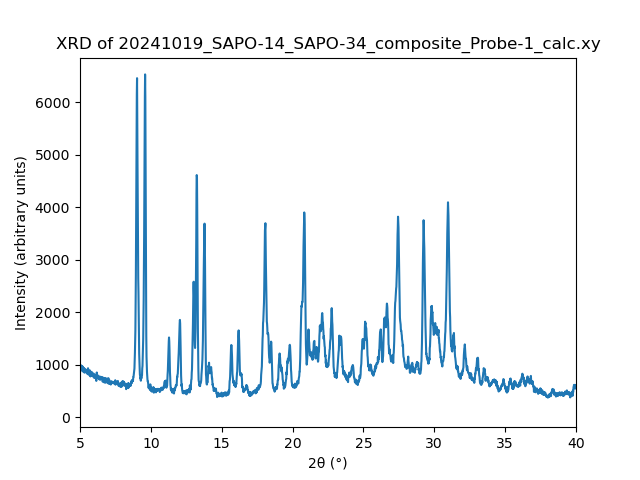 XRD of 20241019_SAPO-14_SAPO-34_composite_Probe-1_calc.xy
Intensity (arbitrary units)
6000
5000
4000
3000
2000
1000
0
5 10 15 20 25 30 35 40
2θ (°)